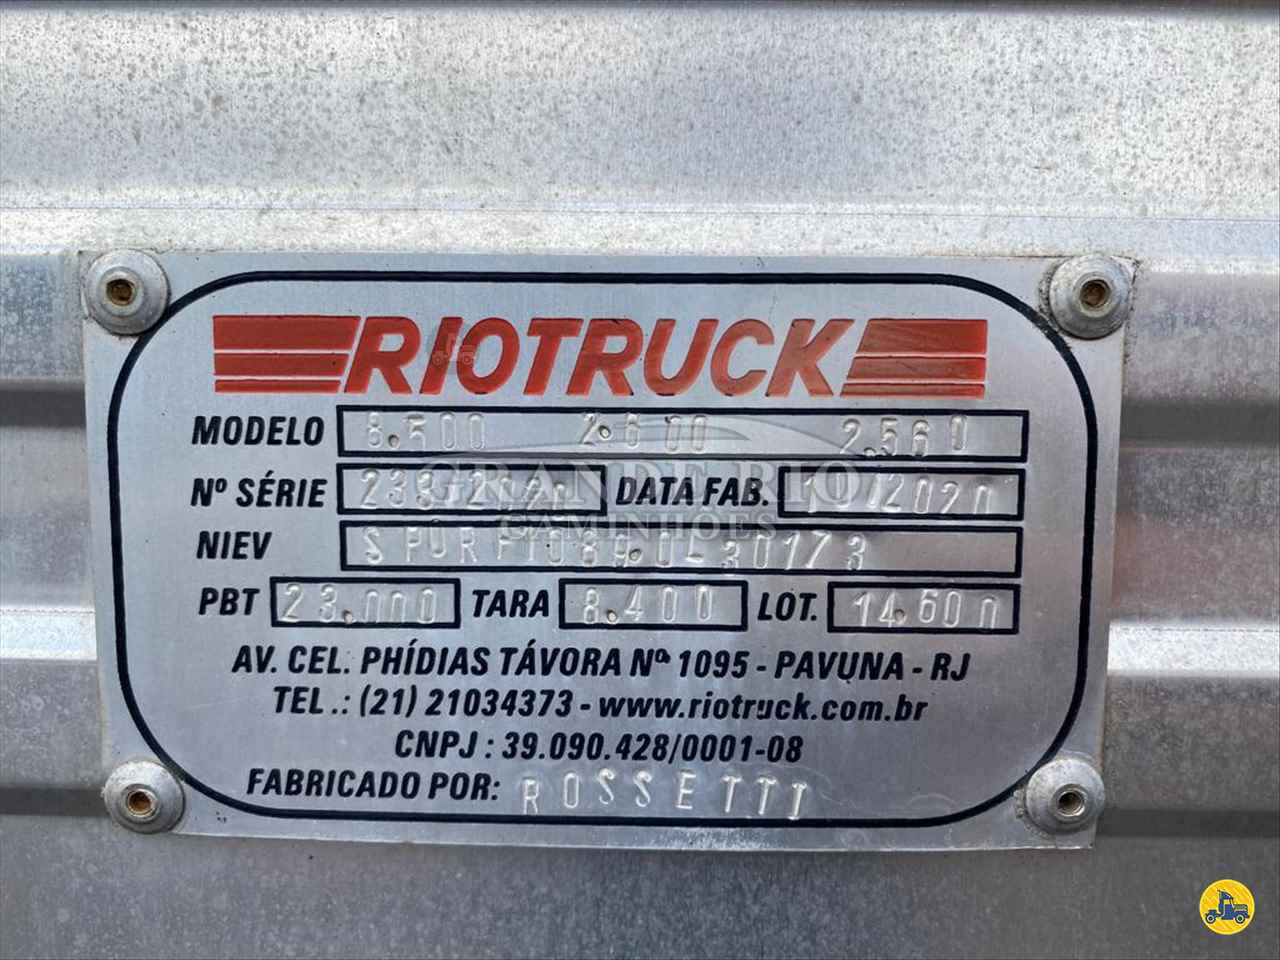 RIOTRUCK
MODELO 8.500 2.600 2.560
Nº SÉRIE DATA FAB.
GRANDE RIO
CAMINHÕES
NIEV
PBT 23.000 TARA 8.400 LOT. 14.600
AV. CEL. PHÍDIAS TÁVORA Nº 1095 - PAVUNA - RJ
TEL.: (21) 21034373 - www.riotruck.com.br
CNPJ : 39.090.428/0001-08
FABRICADO POR: ROSSETTI